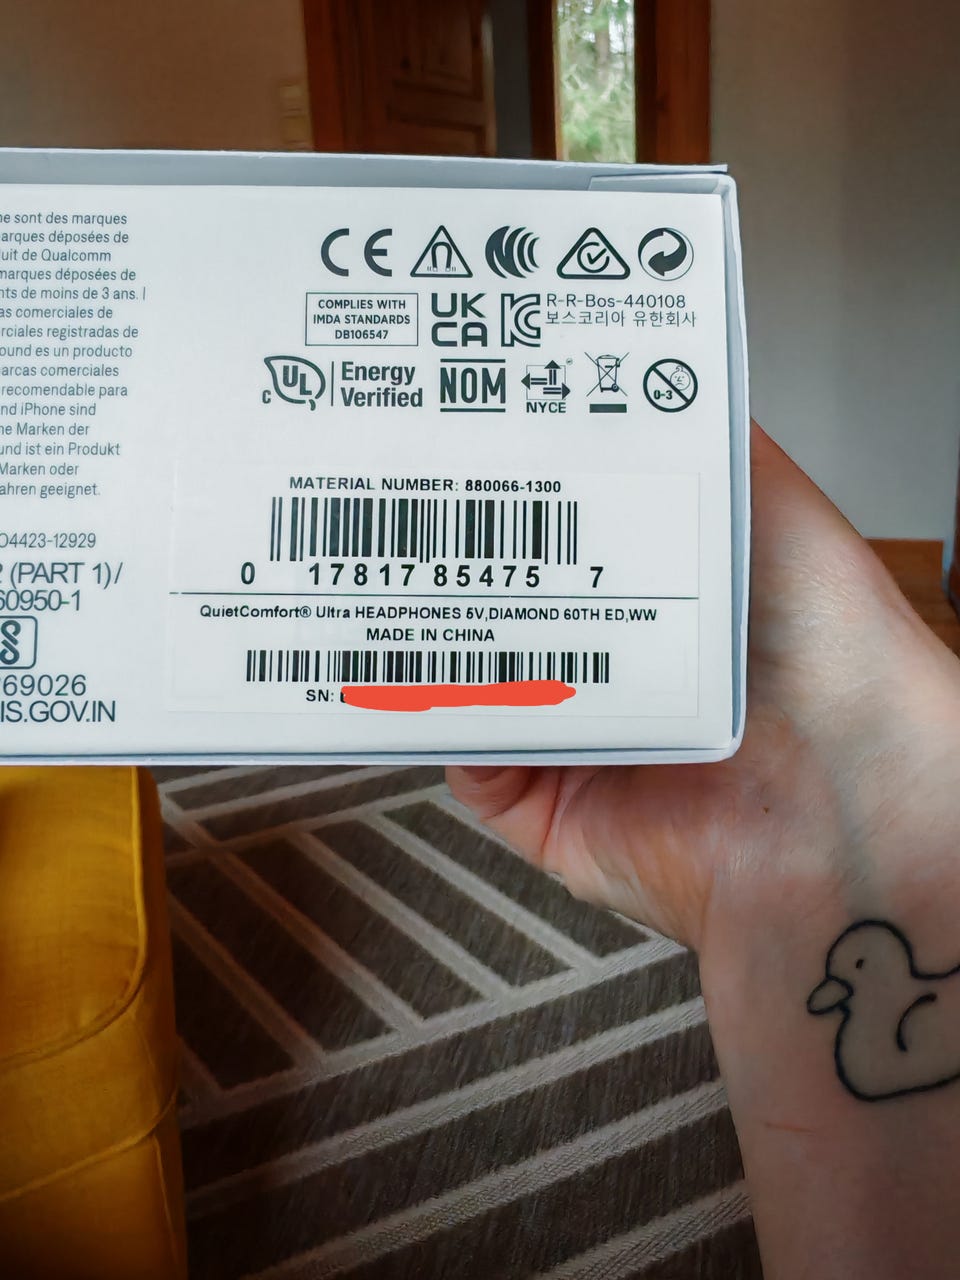 ne sont des marques
arques déposées de
uit de Qualcomm
marques déposées de
nts de moins de 3 ans. |
as comerciales de
rciales registradas de
ound es un producto
arcas comerciales
recomendable para
nd iPhone sind
ne Marken der
und ist ein Produkt
Marken oder
ahren geeignet.
04423-12929
2 (PART 1)/
60950-1
69026
IS.GOV.IN
CE
COMPLIES WITH
IMDA STANDARDS
DB106547
UK
CA
R-R-Bos-440108
보스코리아 유한회사
C UL Energy
Verified
NOM
NYCE
0-3
MATERIAL NUMBER: 880066-1300
0 17817 85475 7
QuietComfort® Ultra HEADPHONES 5V,DIAMOND 60TH ED,WW
MADE IN CHINA
SN: